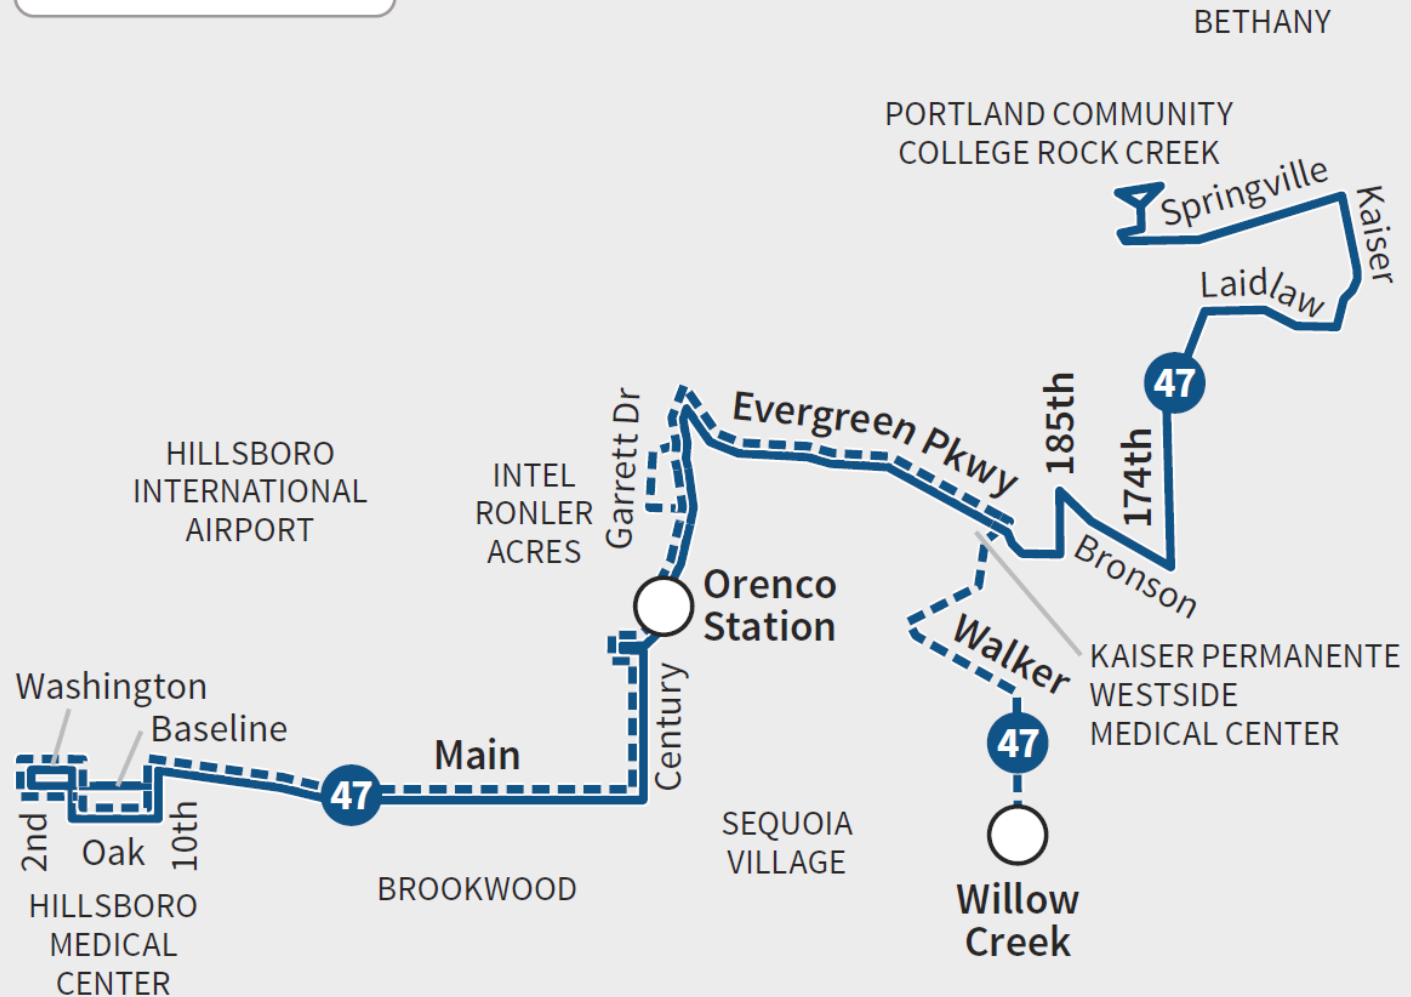 BETHANY
PORTLAND COMMUNITY
COLLEGE ROCK CREEK
Springville
Kaiser
Laidlaw
47
185th
174th
Bronson
Evergreen Pkwy
Garrett Dr
HILLSBORO
INTERNATIONAL
AIRPORT
INTEL
RONLER
ACRES
Orenco
Station
Walker
KAISER PERMANENTE
WESTSIDE
MEDICAL CENTER
47
Washington
Baseline
Main
Century
47
2nd
Oak
10th
SEQUOIA
VILLAGE
BROOKWOOD
HILLSBORO
MEDICAL
CENTER
Willow
Creek